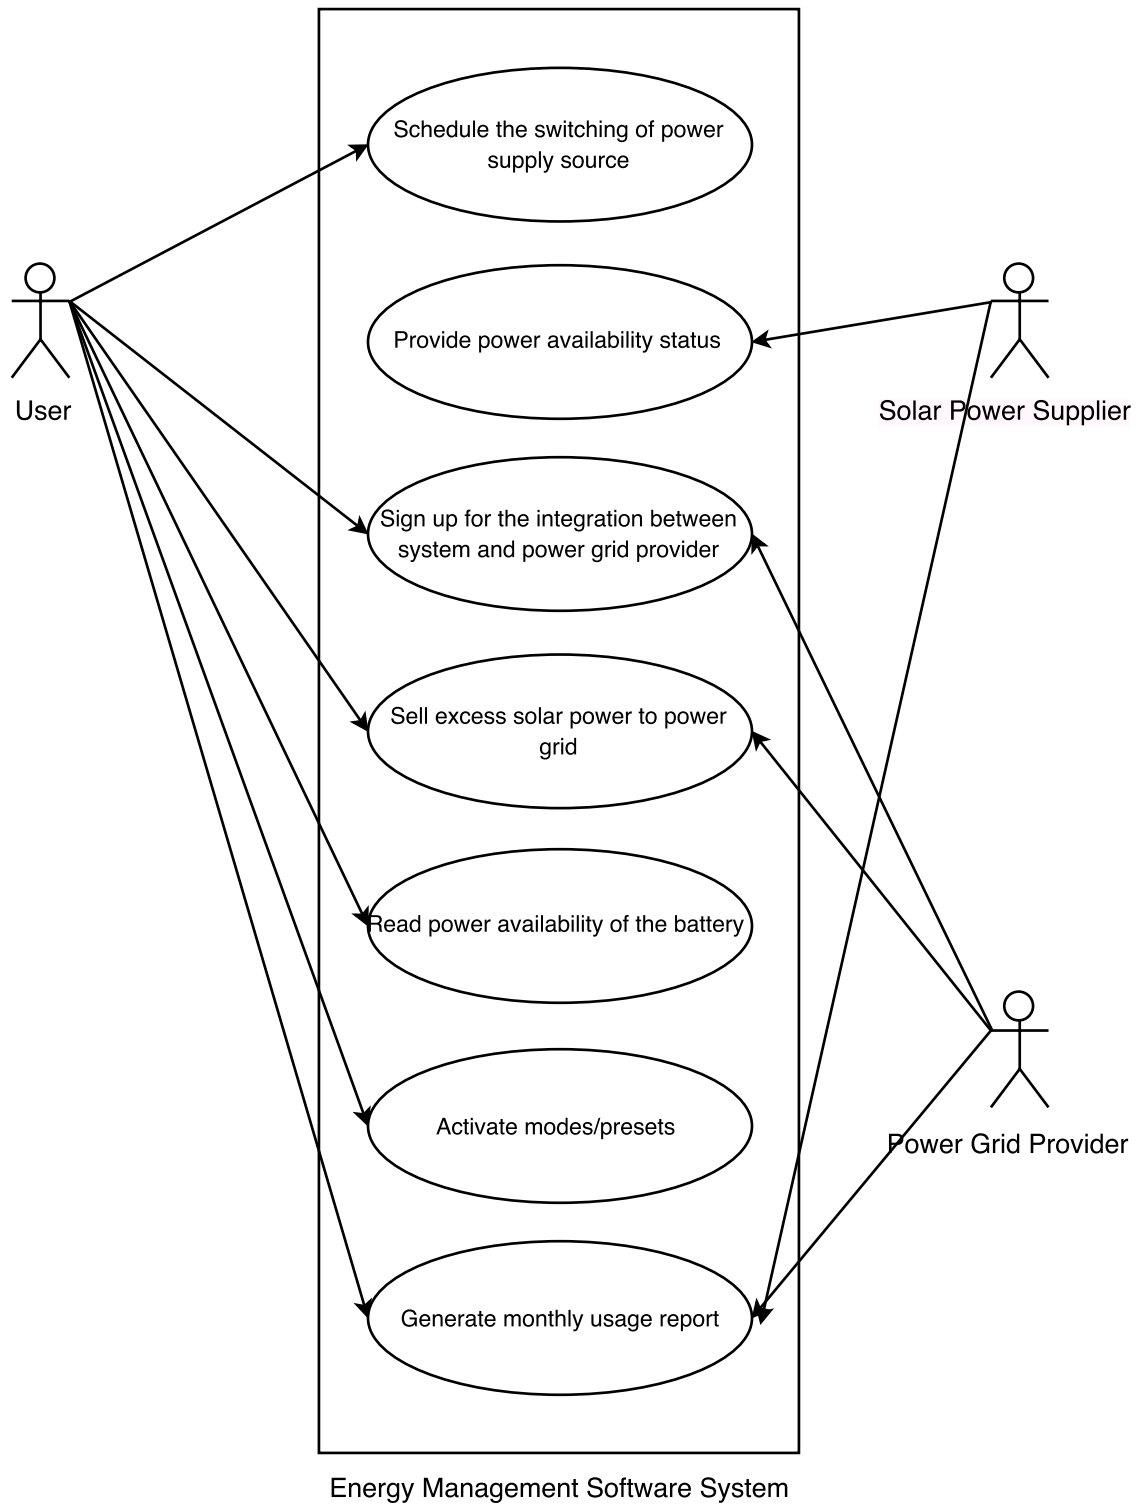 Schedule the switching of power
supply source
Provide power availability status
User
Solar Power Supplier
Sign up for the integration between
system and power grid provider
Sell excess solar power to power
grid
Read power availability of the battery
Activate modes/presets
Power Grid Provider
Generate monthly usage report
Energy Management Software System